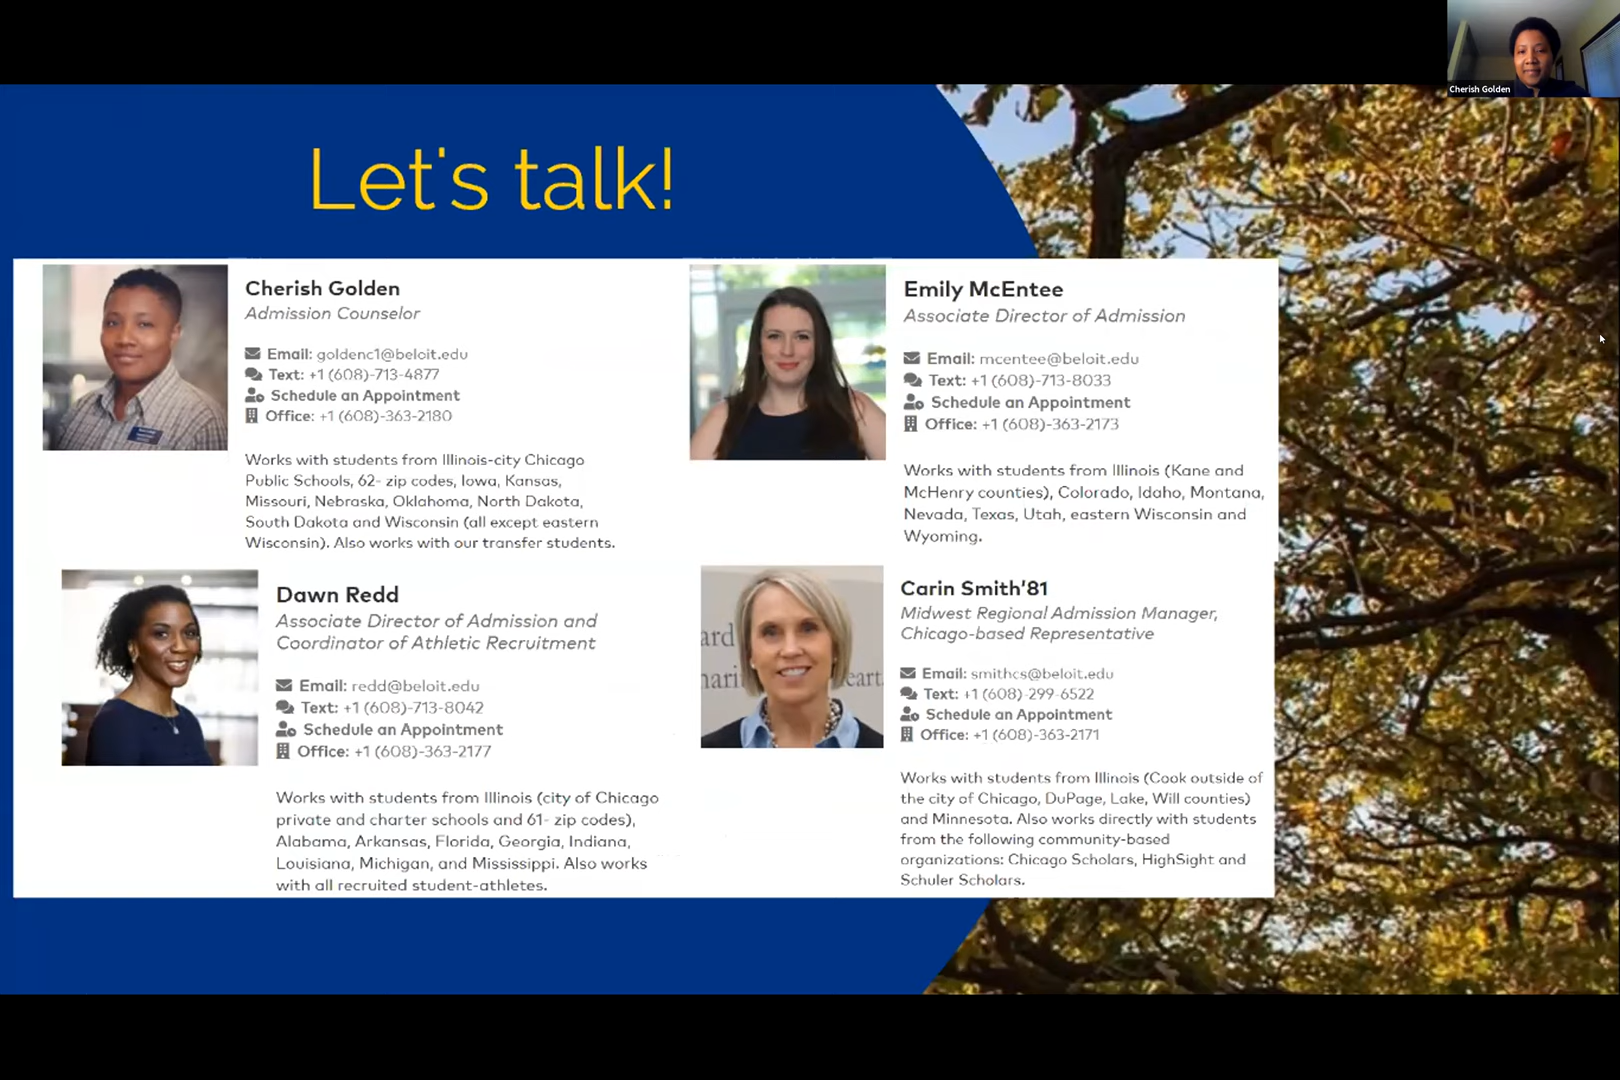 Cherish Golden
Let's talk!
Cherish Golden
Admission Counselor
Email: goldenc1@beloit.edu
Text: +1 (608)-713-4877
Schedule an Appointment
Office: +1 (608)-363-2180
Works with students from Illinois-city Chicago
Public Schools, 62- zip codes, Iowa, Kansas,
Missouri, Nebraska, Oklahoma, North Dakota,
South Dakota and Wisconsin (all except eastern
Wisconsin). Also works with our transfer students.
Emily McEntee
Associate Director of Admission
Email: mcentee@beloit.edu
Text: +1 (608)-713-8033
Schedule an Appointment
Office: +1 (608)-363-2173
Works with students from Illinois (Kane and
McHenry counties), Colorado, Idaho, Montana,
Nevada, Texas, Utah, eastern Wisconsin and
Wyoming.
Dawn Redd
Associate Director of Admission and
Coordinator of Athletic Recruitment
Email: redd@beloit.edu
Text: +1 (608)-713-8042
Schedule an Appointment
Office: +1 (608)-363-2177
Works with students from Illinois (city of Chicago
private and charter schools and 61- zip codes),
Alabama, Arkansas, Florida, Georgia, Indiana,
Louisiana, Michigan, and Mississippi. Also works
with all recruited student-athletes.
ard
hari
eart
Carin Smith'81
Midwest Regional Admission Manager,
Chicago-based Representative
Email: smithcs@beloit.edu
Text: +1 (608)-299-6522
Schedule an Appointment
Office: +1 (608)-363-2171
Works with students from Illinois (Cook outside of
the city of Chicago, DuPage, Lake, Will counties)
and Minnesota. Also works directly with students
from the following community-based
organizations: Chicago Scholars, HighSight and
Schuler Scholars.